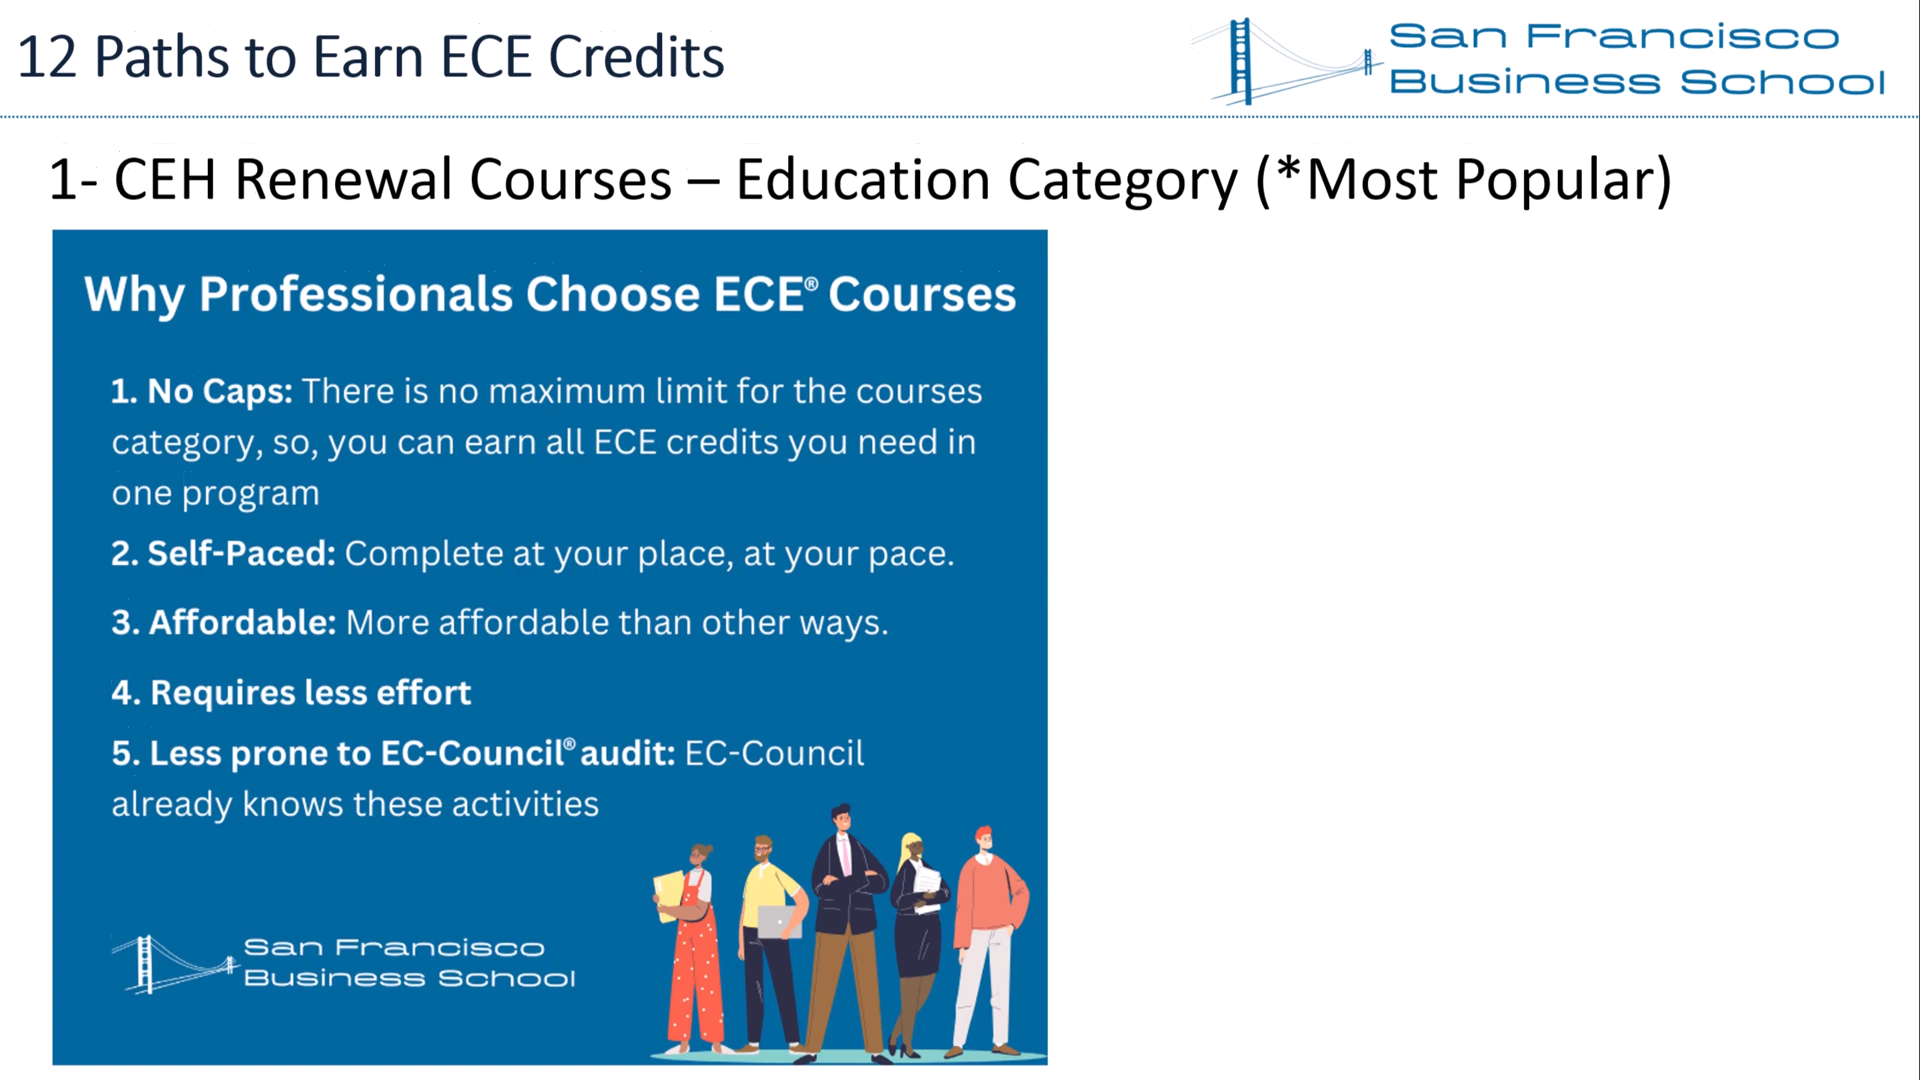 12 Paths to Earn ECE Credits
San Francisco
Business School
1- CEH Renewal Courses – Education Category (*Most Popular)
Why Professionals Choose ECE® Courses
1. No Caps: There is no maximum limit for the courses
category, so, you can earn all ECE credits you need in
one program
2. Self-Paced: Complete at your place, at your pace.
3. Affordable: More affordable than other ways.
4. Requires less effort
5. Less prone to EC-Council® audit: EC-Council
already knows these activities
San Francisco
Business School